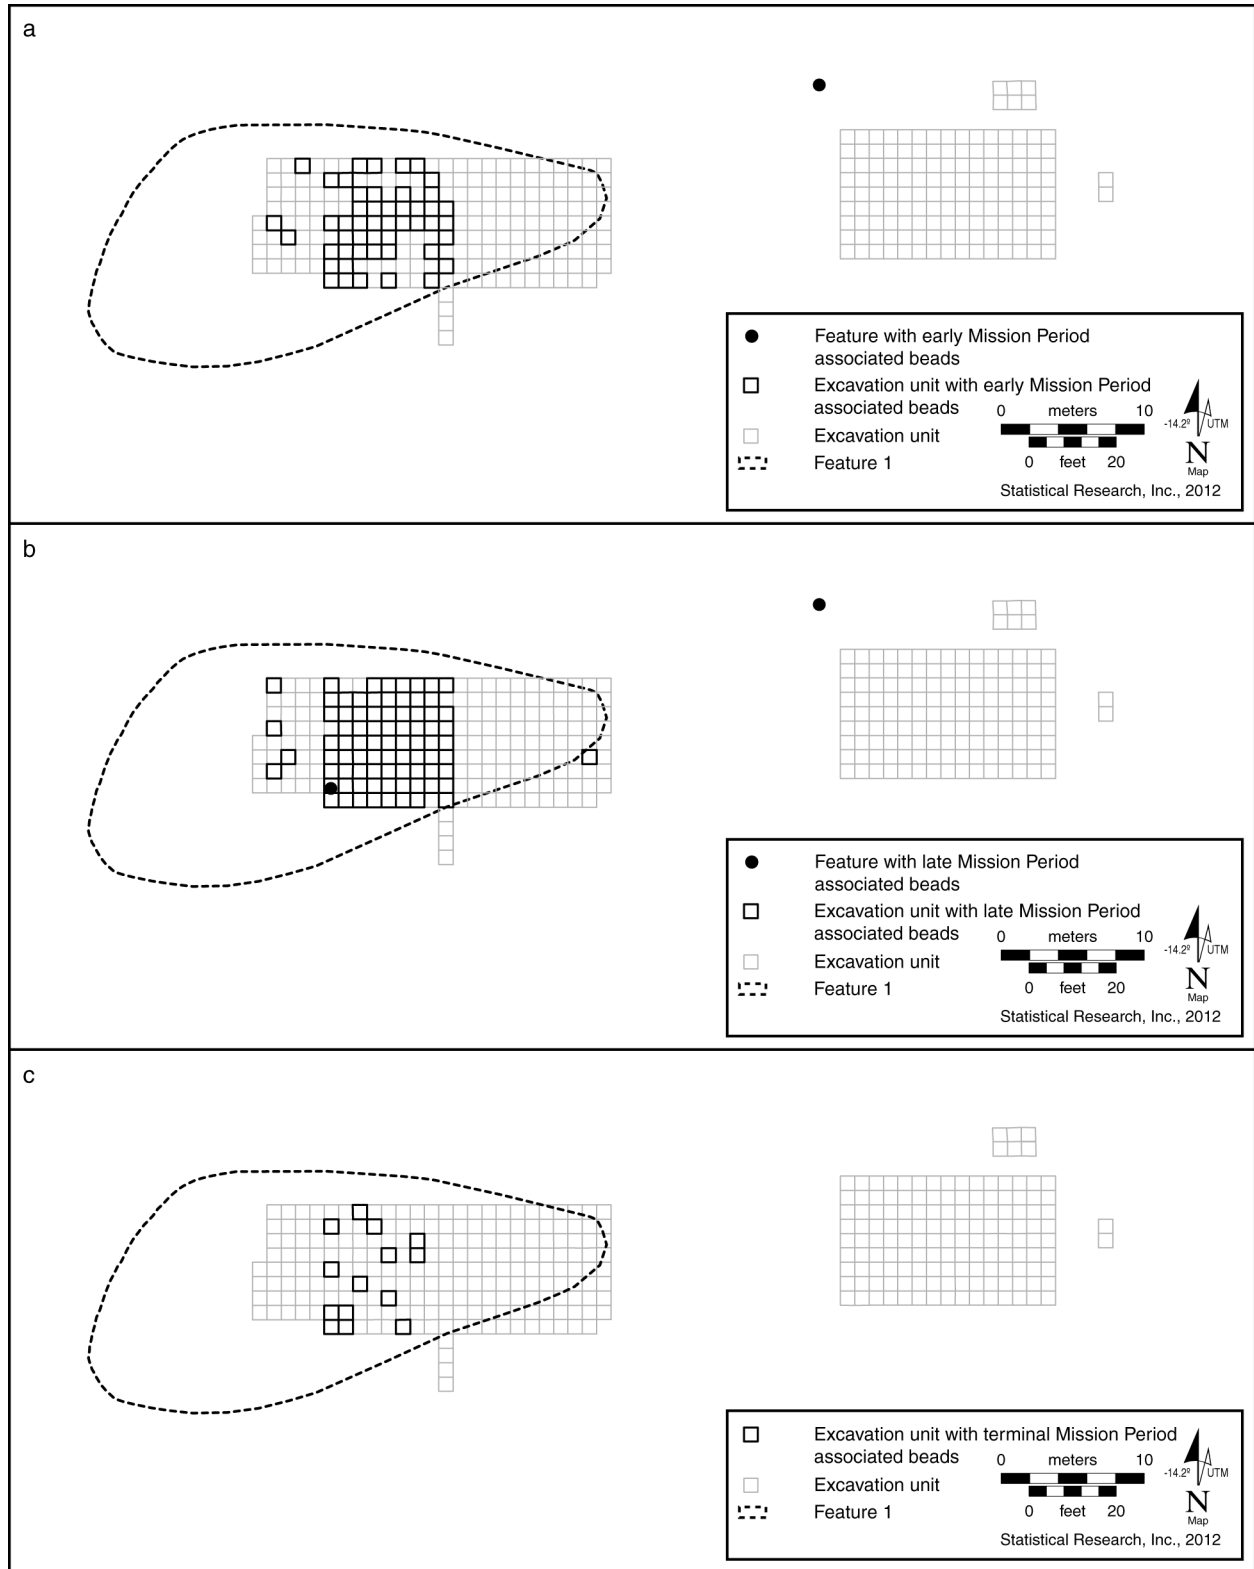 a
Feature with early Mission Period
associated beads
Excavation unit with early Mission Period
associated beads
0 meters 10
Excavation unit
-14.2º UTM
Feature 1
0 feet 20
N
Map
Statistical Research, Inc., 2012
b
Feature with late Mission Period
associated beads
Excavation unit with late Mission Period
associated beads
0 meters 10
Excavation unit
-14.2º UTM
Feature 1
0 feet 20
N
Map
Statistical Research, Inc., 2012
c
Excavation unit with terminal Mission Period
associated beads
0 meters 10
-14.2º UTM
Excavation unit
Feature 1
0 feet 20
N
Map
Statistical Research, Inc., 2012